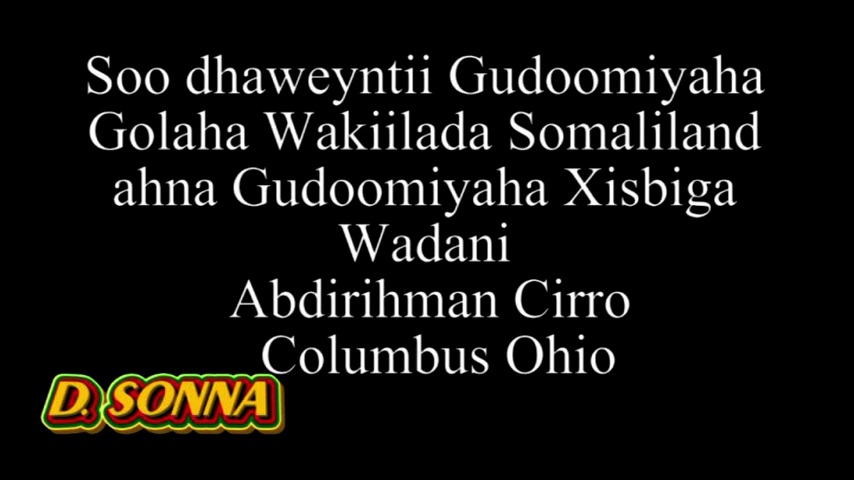 Soo dhaweyntii Gudoomiyaha
Golaha Wakiilada Somaliland
ahna Gudoomiyaha Xisbiga
Wadani
Abdirihman Cirro
Columbus Ohio
D. SONNA